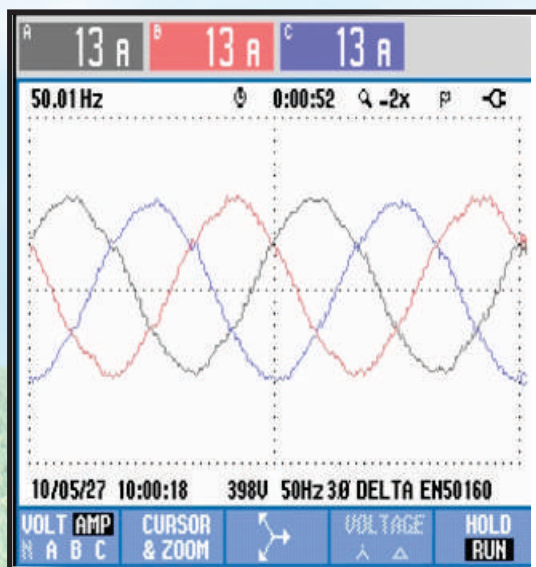 A 13 A B 13 A C 13 A
50.01 Hz 0:00:52 -2x
10/05/27 10:00:18 398V 50Hz 3Ø DELTA EN50160
VOLT AMP CURSOR VOLTAGE HOLD
N A B C & ZOOM RUN